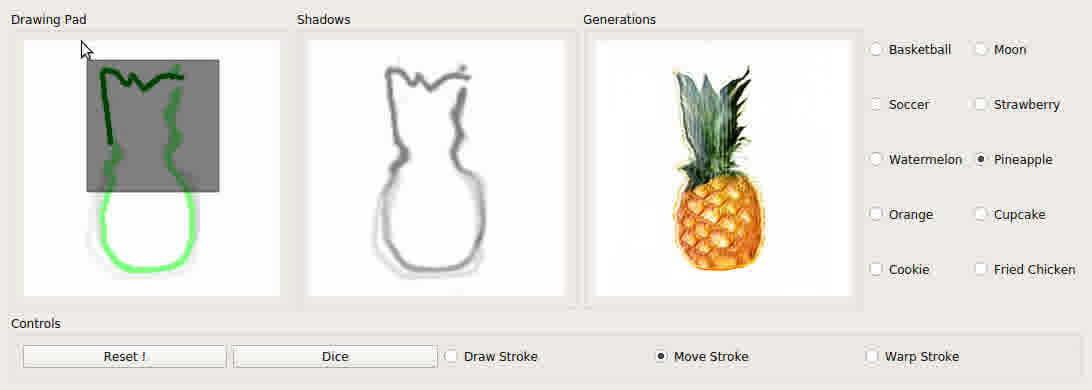 Drawing Pad
Shadows
Generations
Basketball
Moon
Soccer
Strawberry
Watermelon
Pineapple
Orange
Cupcake
Cookie
Fried Chicken
Controls
Reset !
Dice
Draw Stroke
Move Stroke
Warp Stroke